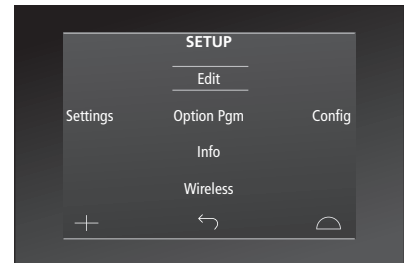 SETUP
Edit
Settings Option Pgm Config
Info
Wireless